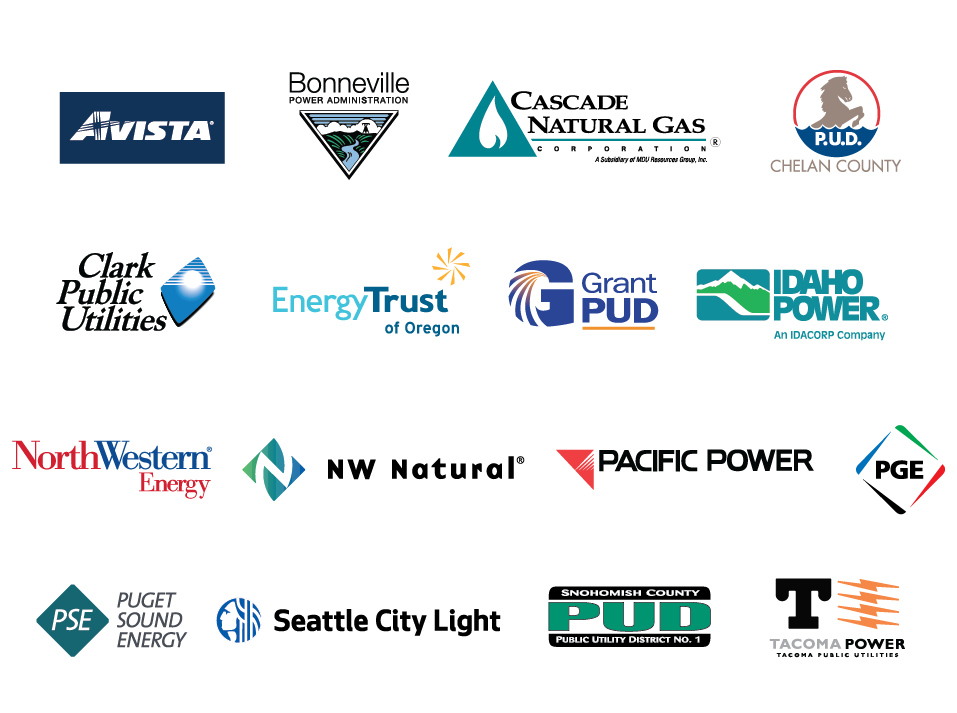 AVISTA®
Bonneville
POWER ADMINISTRATION
CASCADE
NATURAL GAS
CORPORATION ®
A Subsidiary of MDU Resources Group, Inc.
P.U.D.
CHELAN COUNTY
Clark
Public
Utilities
EnergyTrust
of Oregon
Grant
PUD
IDAHO
POWER®
An IDACORP Company
NorthWestern®
Energy
NW Natural®
PACIFIC POWER
PGE
PSE
PUGET
SOUND
ENERGY
Seattle City Light
SNOHOMISH COUNTY
PUD
PUBLIC UTILITY DISTRICT NO. 1
T
TACOMA POWER
TACOMA PUBLIC UTILITIES